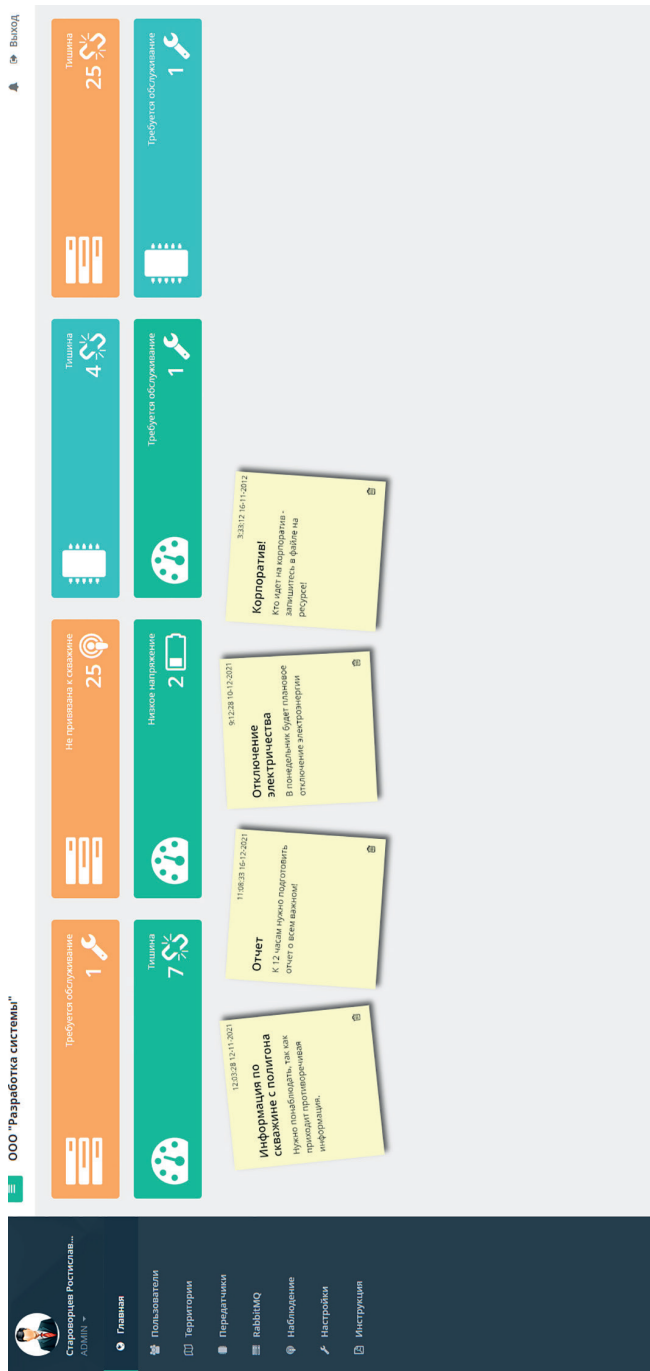 Староворцев Ростислав...
ADMIN
Главная
Пользователи
Территории
Передатчики
RabbitMQ
Наблюдение
Настройки
Инструкция
ООО "Разработка системы"
Выход
Требуется обслуживание
1
Не привязана к скважине
25
Тишина
4
Тишина
25
Тишина
7
Низкое напряжение
2
Требуется обслуживание
1
Требуется обслуживание
1
12:03:28 12-11-2021
Информация по
скважине с полигона
Нужно понаблюдать, так как
приходит противоречивая
информация.
11:08:33 16-12-2021
Отчет
К 12 часам нужно подготовить
отчет о всем важном!
9:12:28 10-12-2021
Отключение
электричества
В понедельник будет плановое
отключение электроэнергии
3:33:12 16-11-2012
Корпоратив!
Кто идет на корпоратив -
запишитесь в файле на
ресурсе!